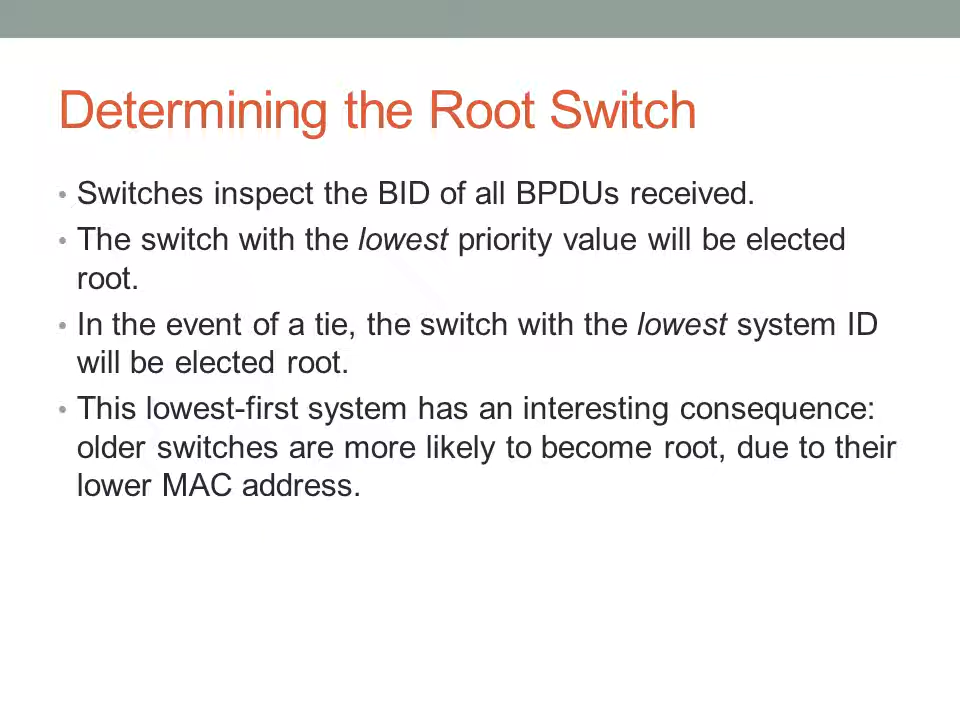 Determining the Root Switch
• Switches inspect the BID of all BPDUs received.
• The switch with the lowest priority value will be elected
root.
• In the event of a tie, the switch with the lowest system ID
will be elected root.
• This lowest-first system has an interesting consequence:
older switches are more likely to become root, due to their
lower MAC address.